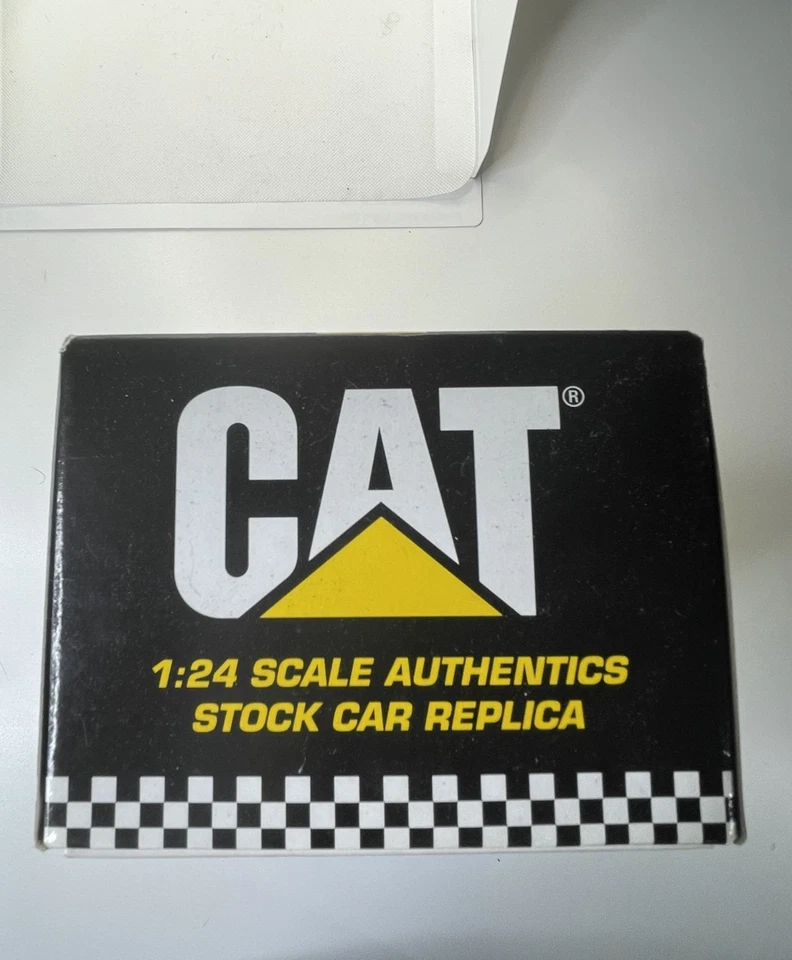 CAT®
1:24 SCALE AUTHENTICS
STOCK CAR REPLICA